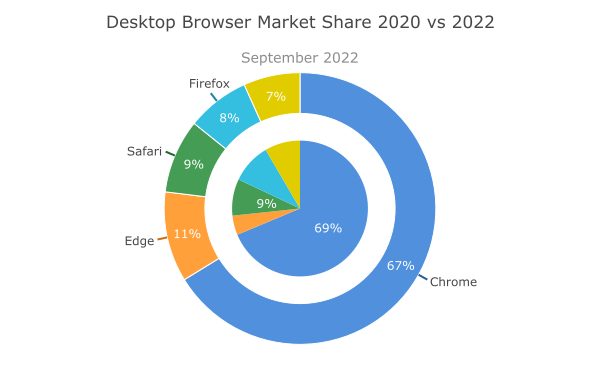 Desktop Browser Market Share 2020 vs 2022
September 2022
Firefox
7%
8%
Safari
9%
9%
69%
Edge
11%
67%
Chrome